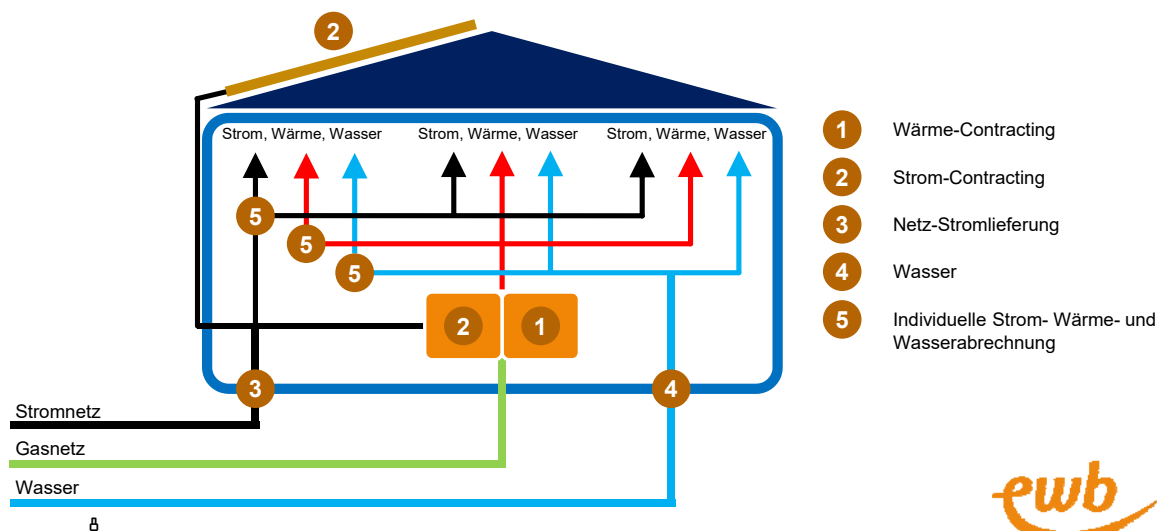 2
Strom, Wärme, Wasser
Strom, Wärme, Wasser
Strom, Wärme, Wasser
5
5
5
2
1
3
4
Stromnetz
Gasnetz
Wasser
1 Wärme-Contracting
2 Strom-Contracting
3 Netz-Stromlieferung
4 Wasser
5 Individuelle Strom- Wärme- und
Wasserabrechnung
ewb